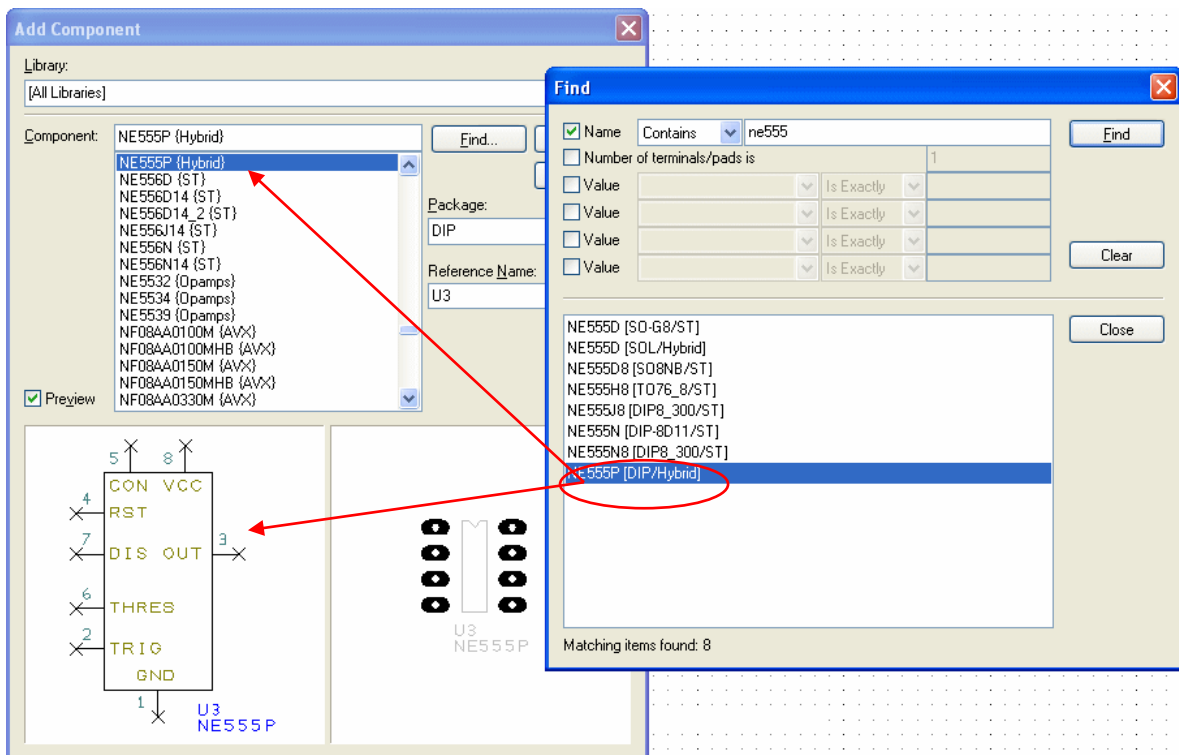 Add Component
Library:
[All Libraries]
Component:
NE555P {Hybrid}
Find...
NE555P {Hybrid}
NE556D {ST}
NE556D14 {ST}
NE556D14_2 {ST}
NE556J14 {ST}
NE556N {ST}
NE556N14 {ST}
NE5532 {Opamps}
NE5534 {Opamps}
NE5539 {Opamps}
NF08AA0100M {AVX}
NF08AA0100MHB {AVX}
NF08AA0150M {AVX}
NF08AA0150MHB {AVX}
NF08AA0330M {AVX}
Package:
DIP
Reference Name:
U3
Preview
5 8
CON VCC
4
RST
7
DIS OUT
3
6
THRES
2
TRIG
GND
1
U3
NE555P
U3
NE555P
Find
Name Contains ne555
Find
Number of terminals/pads is 1
Value Is Exactly
Value Is Exactly
Value Is Exactly
Clear
Value Is Exactly
NE555D [SO-G8/ST]
NE555D [SOL/Hybrid]
NE555D8 [SO8NB/ST]
NE555H8 [TO76_8/ST]
NE555J8 [DIP8_300/ST]
NE555N [DIP-8D11/ST]
NE555N8 [DIP8_300/ST]
NE555P [DIP/Hybrid]
Close
Matching items found: 8